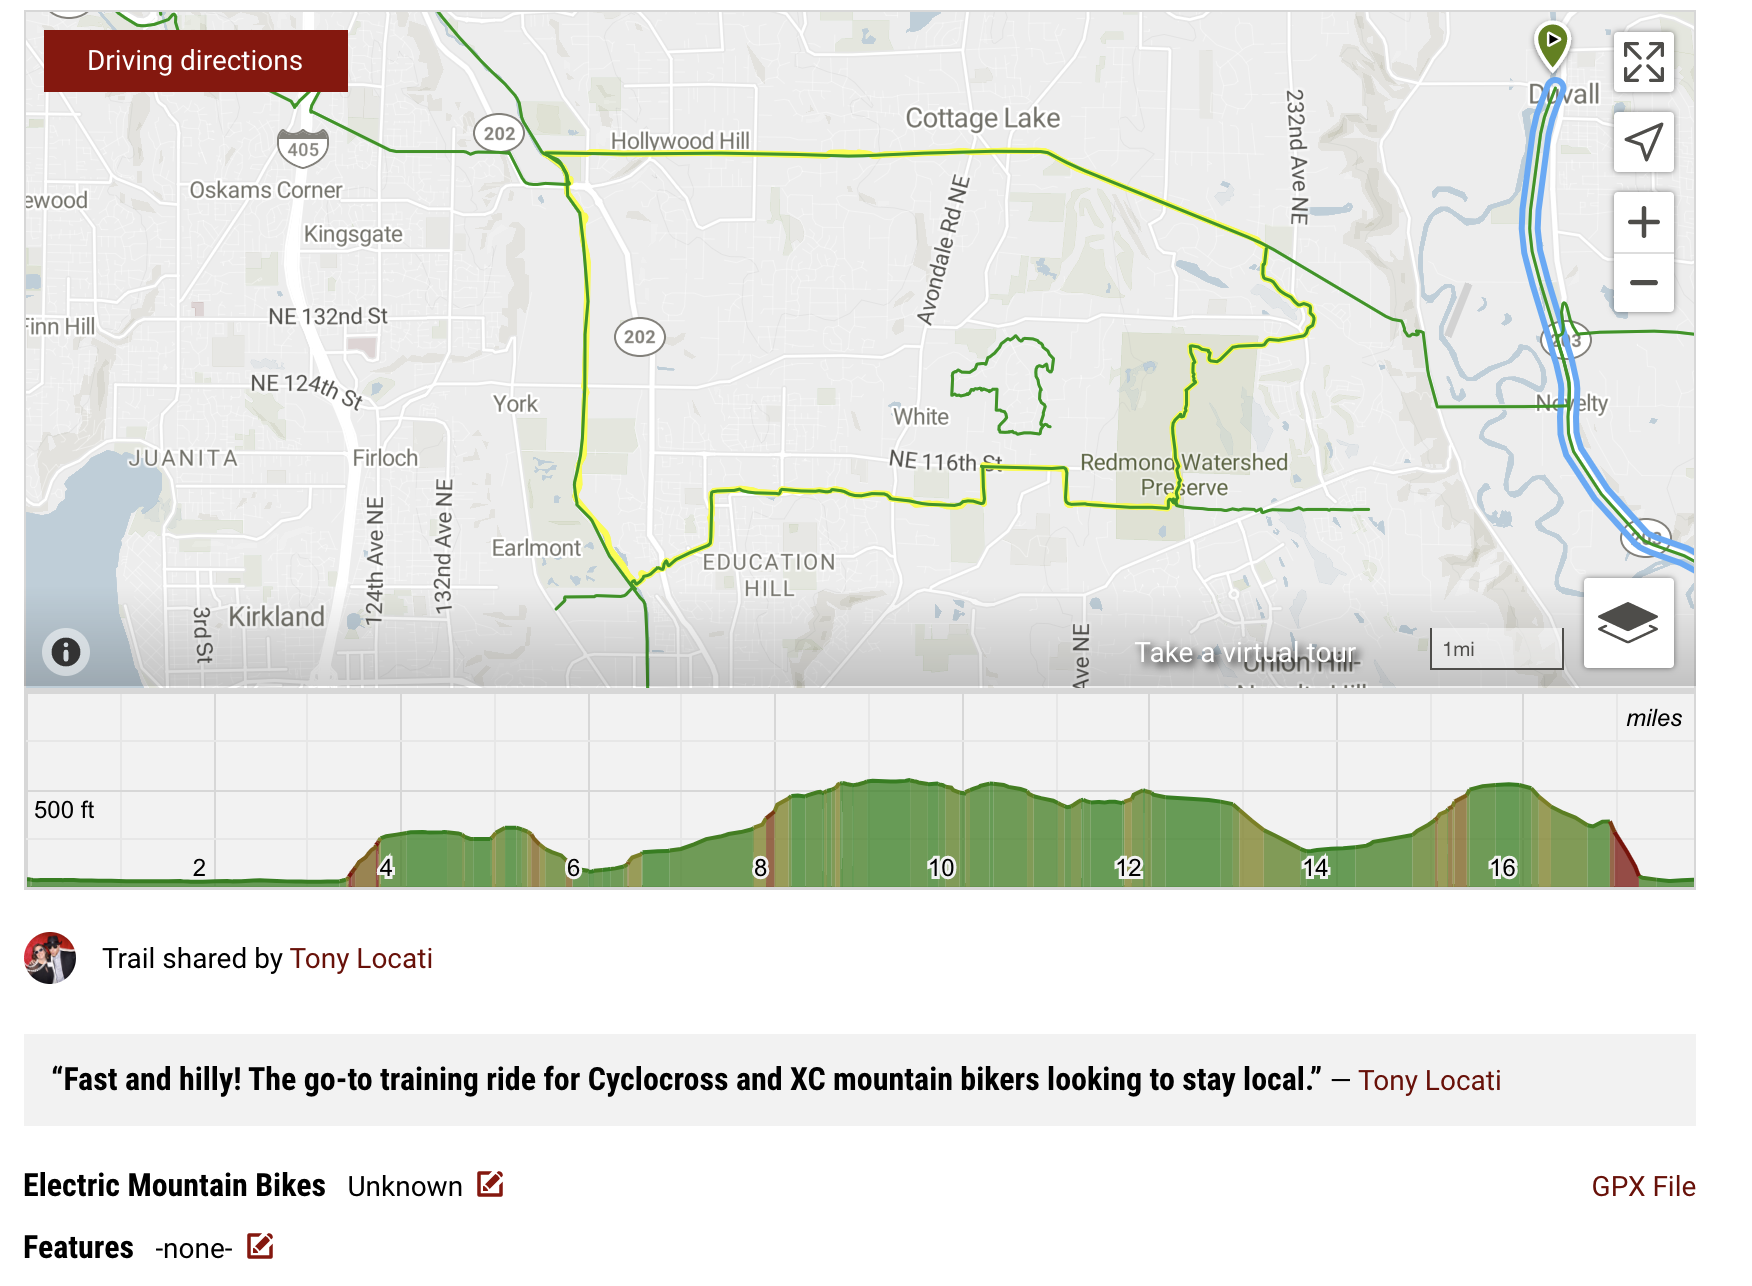 Driving directions
Duvall
202
Hollywood Hill
Cottage Lake
232nd Ave NE
405
Oskams Corner
ewood
Kingsgate
Avondale Rd NE
NE 132nd St
Finn Hill
202
203
NE 124th St
York
White
Novelty
JUANITA
Firloch
NE 116th St
Redmond Watershed
Preserve
124th Ave NE
132nd Ave NE
Earlmont
EDUCATION
HILL
203
3rd St
Kirkland
Ave NE
Take a virtual tour
Union Hill-
1mi
miles
500 ft
2
4
6
8
10
12
14
16
Trail shared by Tony Locati
“Fast and hilly! The go-to training ride for Cyclocross and XC mountain bikers looking to stay local.” — Tony Locati
Electric Mountain Bikes Unknown
GPX File
Features -none-